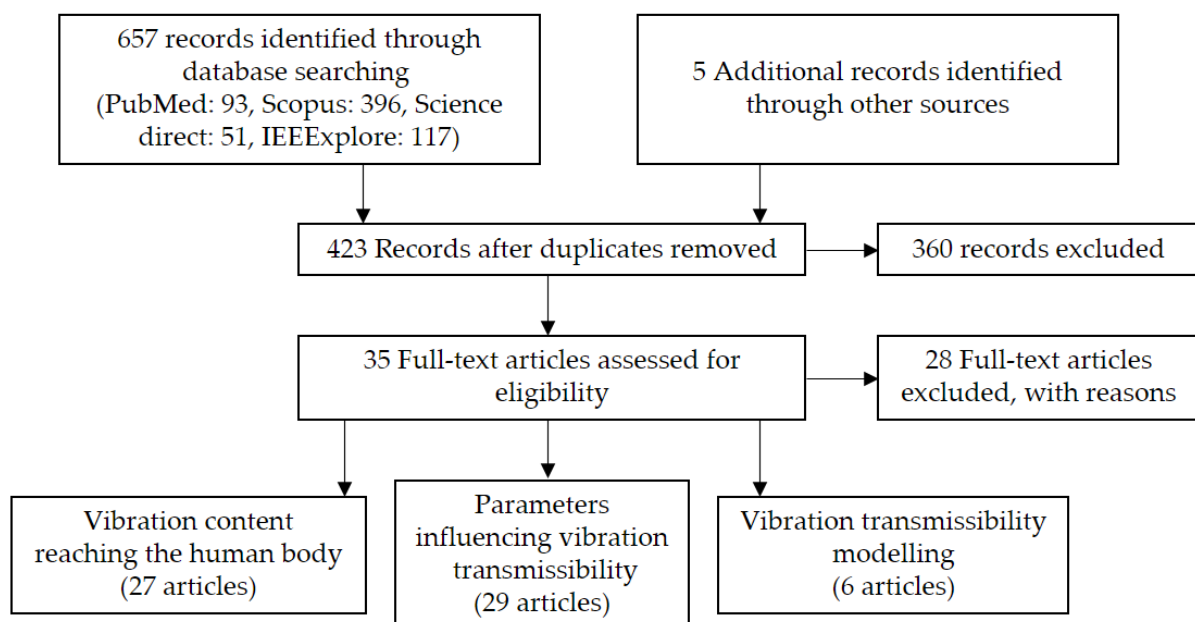 657 records identified through
database searching
(PubMed: 93, Scopus: 396, Science
direct: 51, IEEExplore: 117)
5 Additional records identified
through other sources
423 Records after duplicates removed
360 records excluded
35 Full-text articles assessed for
eligibility
28 Full-text articles
excluded, with reasons
Vibration content
reaching the human body
(27 articles)
Parameters
influencing vibration
transmissibility
(29 articles)
Vibration transmissibility
modelling
(6 articles)